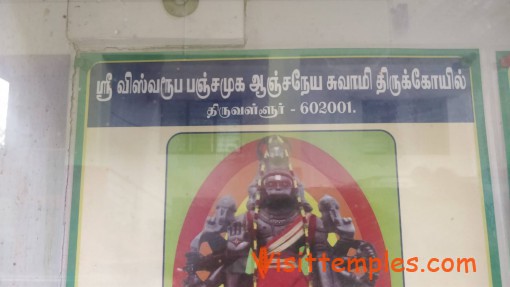 ஸ்ரீ விஸ்வரூப பஞ்சமுக ஆஞ்சநேய சுவாமி திருக்கோயில்
திருவள்ளூர் - 602001.
Visittemples.com